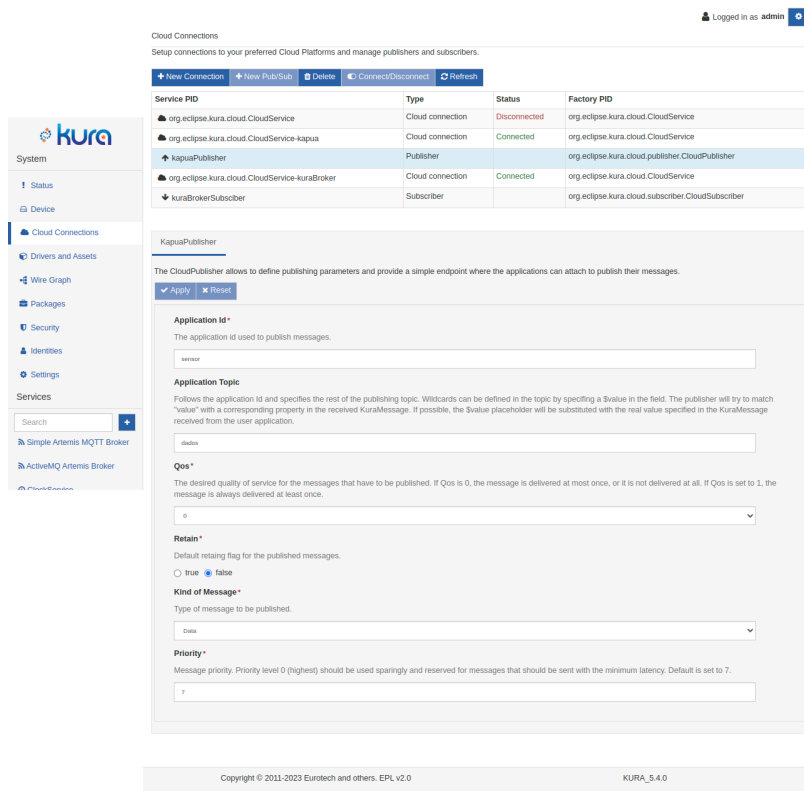 Logged in as admin
Cloud Connections
Setup connections to your preferred Cloud Platforms and manage publishers and subscribers.
New Connection New Pub/Sub Delete Connect/Disconnect Refresh
Service PID Type Status Factory PID
org.eclipse.kura.cloud.CloudService Cloud connection Disconnected org.eclipse.kura.cloud.CloudService
org.eclipse.kura.cloud.CloudService-kapua Cloud connection Connected org.eclipse.kura.cloud.CloudService
kapuaPublisher Publisher org.eclipse.kura.cloud.publisher.CloudPublisher
org.eclipse.kura.cloud.CloudService-kuraBroker Cloud connection Connected org.eclipse.kura.cloud.CloudService
kuraBrokerSubsciber Subscriber org.eclipse.kura.cloud.subscriber.CloudSubscriber
kura
System
Status
Device
Cloud Connections
Drivers and Assets
Wire Graph
Packages
Security
Identities
Settings
Services
Search
Simple Artemis MQTT Broker
ActiveMQ Artemis Broker
ClockService
KapuaPublisher
The CloudPublisher allows to define publishing parameters and provide a simple endpoint where the applications can attach to publish their messages.
Apply Reset
Application Id*
The application id used to publish messages.
sensor
Application Topic
Follows the application Id and specifies the rest of the publishing topic. Wildcards can be defined in the topic by specifing a $value in the field. The publisher will try to match
"value" with a corresponding property in the received KuraMessage. If possible, the $value placeholder will be substituted with the real value specified in the KuraMessage
received from the user application.
dados
Qos*
The desired quality of service for the messages that have to be published. If Qos is 0, the message is delivered at most once, or it is not delivered at all. If Qos is set to 1, the
message is always delivered at least once.
0
Retain*
Default retaing flag for the published messages.
true false
Kind of Message*
Type of message to be published.
Data
Priority*
Message priority. Priority level 0 (highest) should be used sparingly and reserved for messages that should be sent with the minimum latency. Default is set to 7.
7
Copyright © 2011-2023 Eurotech and others. EPL v2.0 KURA_5.4.0